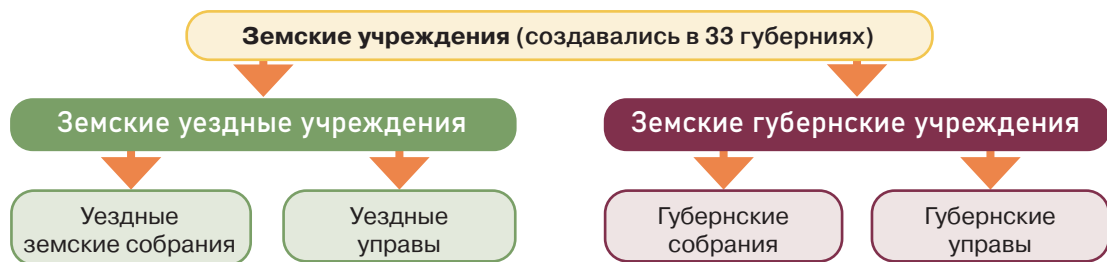 Земские учреждения (создавались в 33 губерниях)
Земские уездные учреждения
Земские губернские учреждения
Уездные
земские собрания
Уездные
управы
Губернские
собрания
Губернские
управы